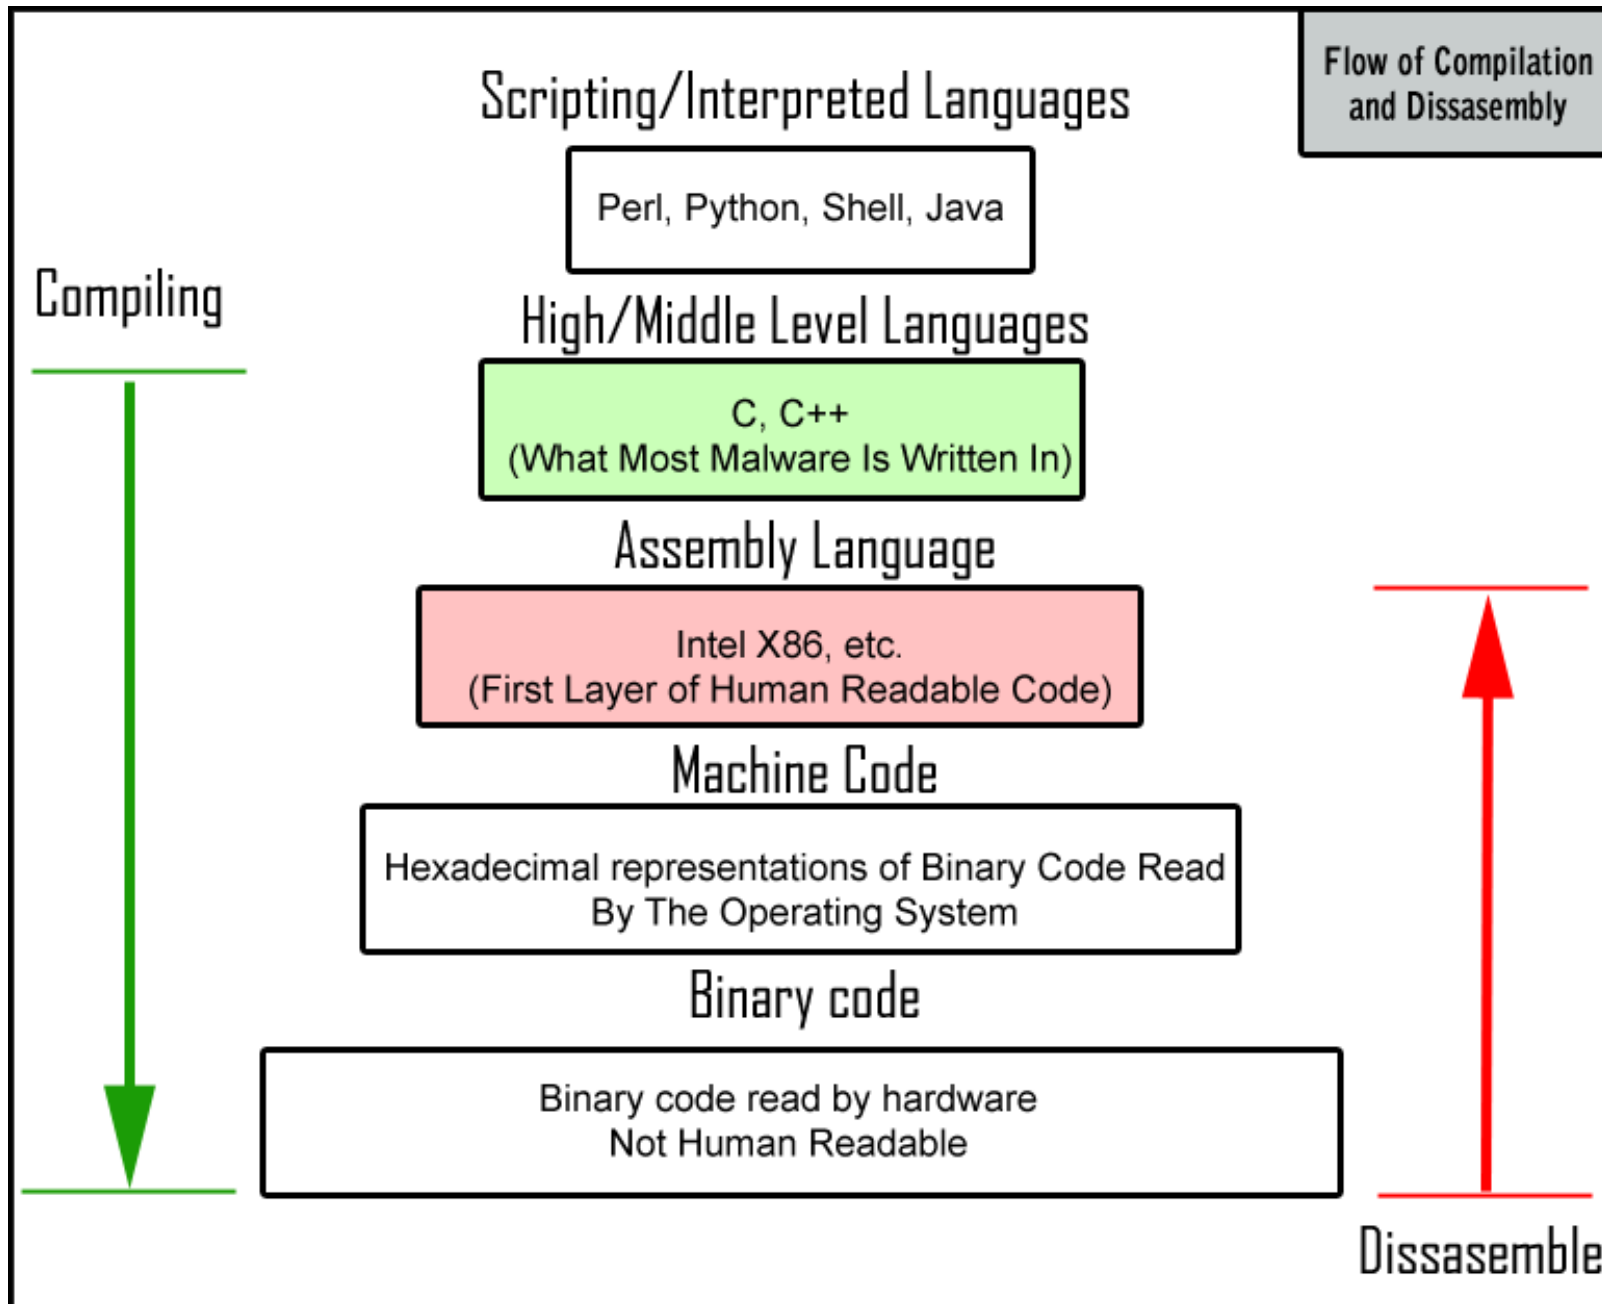 Flow of Compilation
and Dissasembly
Scripting/Interpreted Languages
Perl, Python, Shell, Java
Compiling
High/Middle Level Languages
C, C++
(What Most Malware Is Written In)
Assembly Language
Intel X86, etc.
(First Layer of Human Readable Code)
Machine Code
Hexadecimal representations of Binary Code Read
By The Operating System
Binary code
Binary code read by hardware
Not Human Readable
Dissasemble